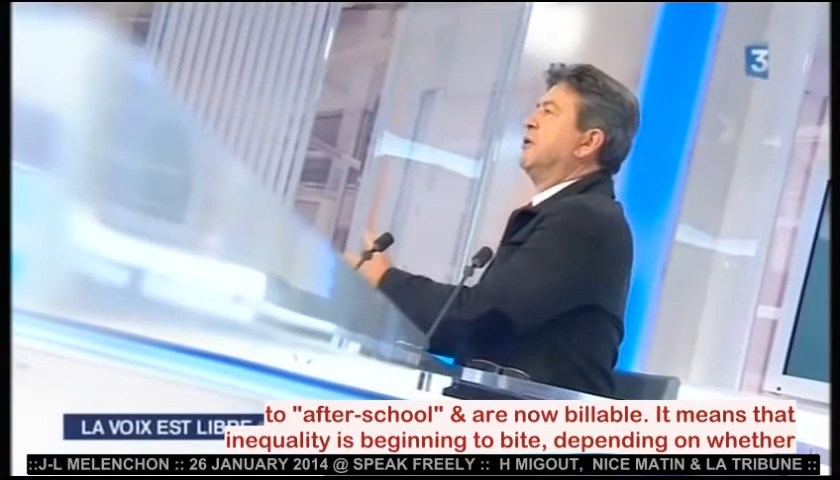 3
to "after-school" & are now billable. It means that
LA VOIX EST LIBRE
inequality is beginning to bite, depending on whether
::J-L MELENCHON :: 26 JANUARY 2014 @ SPEAK FREELY :: H MIGOUT, NICE MATIN & LA TRIBUNE ::